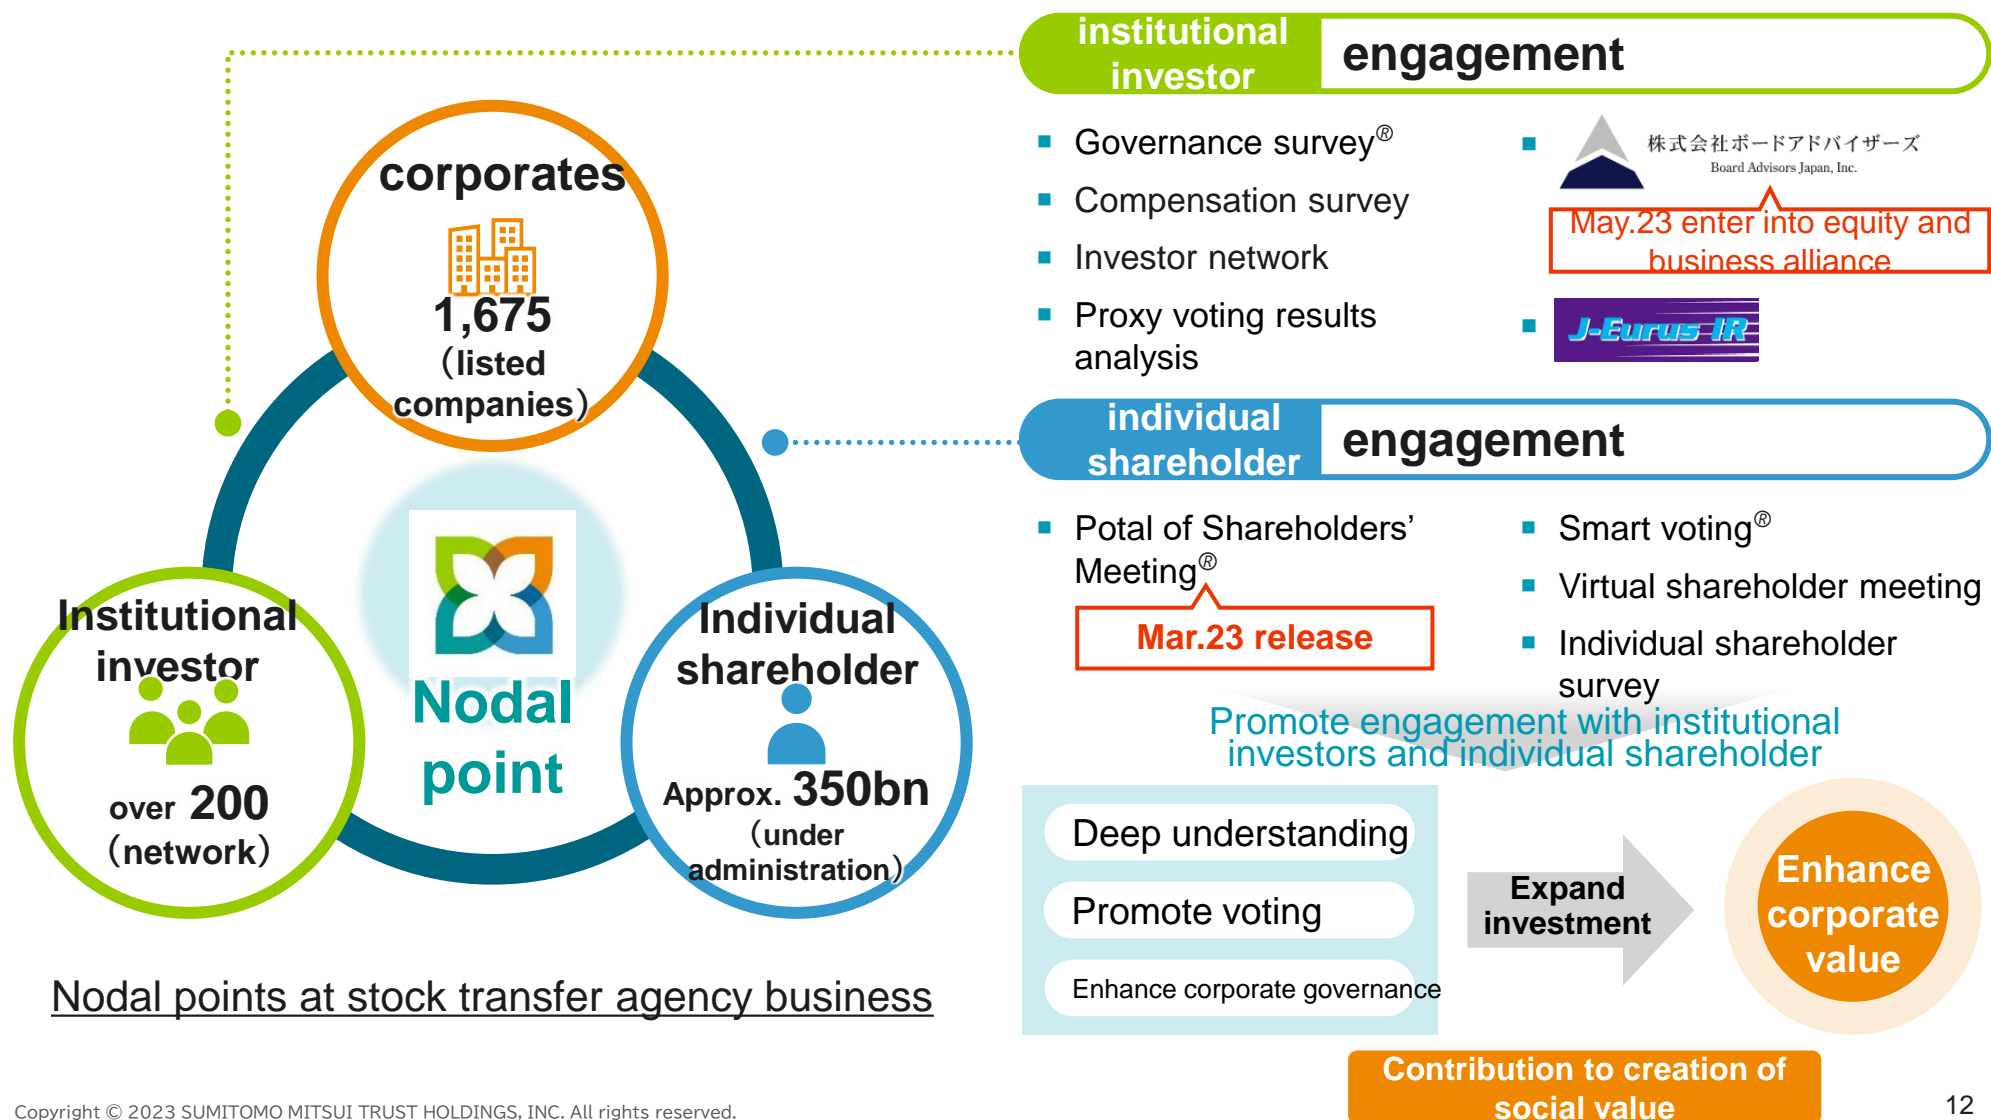 corporates
1,675
（listed
companies）
Institutional
investor
over 200
（network）
Nodal
point
Individual
shareholder
Approx. 350bn
（under
administration）
Nodal points at stock transfer agency business
institutional
investor
engagement
Governance survey®
Compensation survey
Investor network
Proxy voting results
analysis
株式会社ボードアドバイザーズ
Board Advisors Japan, Inc.
May.23 enter into equity and
business alliance
J-Eurus IR
individual
shareholder
engagement
Potal of Shareholders’
Meeting®
Mar.23 release
Smart voting®
Virtual shareholder meeting
Individual shareholder
survey
Promote engagement with institutional
investors and individual shareholder
Deep understanding
Promote voting
Enhance corporate governance
Expand
investment
Enhance
corporate
value
Contribution to creation of
social value
Copyright © 2023 SUMITOMO MITSUI TRUST HOLDINGS, INC. All rights reserved.
12